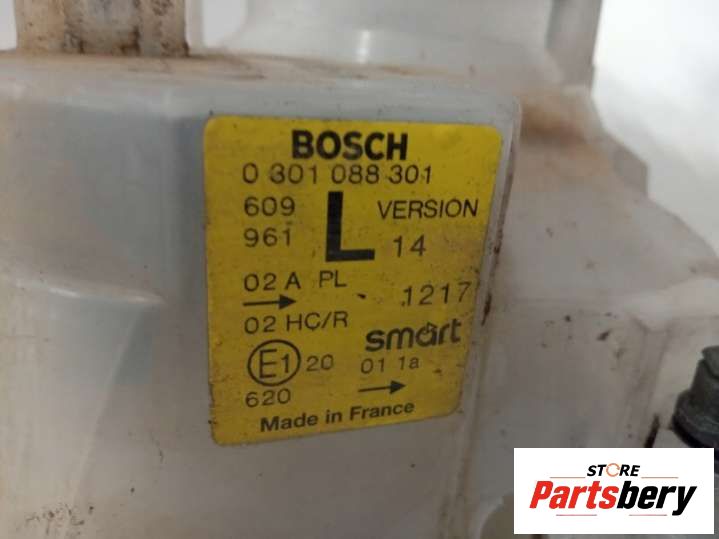 BOSCH
0 301 088 301
609 L VERSION
961 14
02 A PL
1217
02 HC/R smart
E1 20 01 1a
620
Made in France
STORE
Partsbery